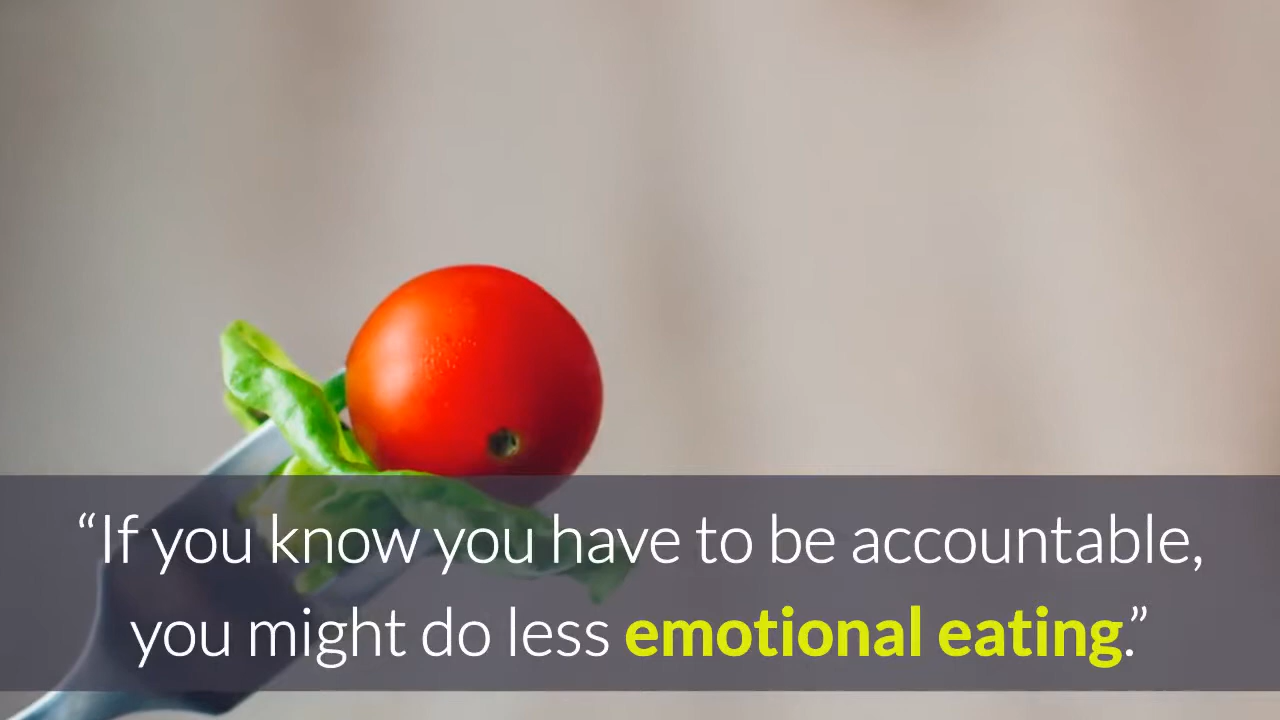 “If you know you have to be accountable,
you might do less emotional eating.”